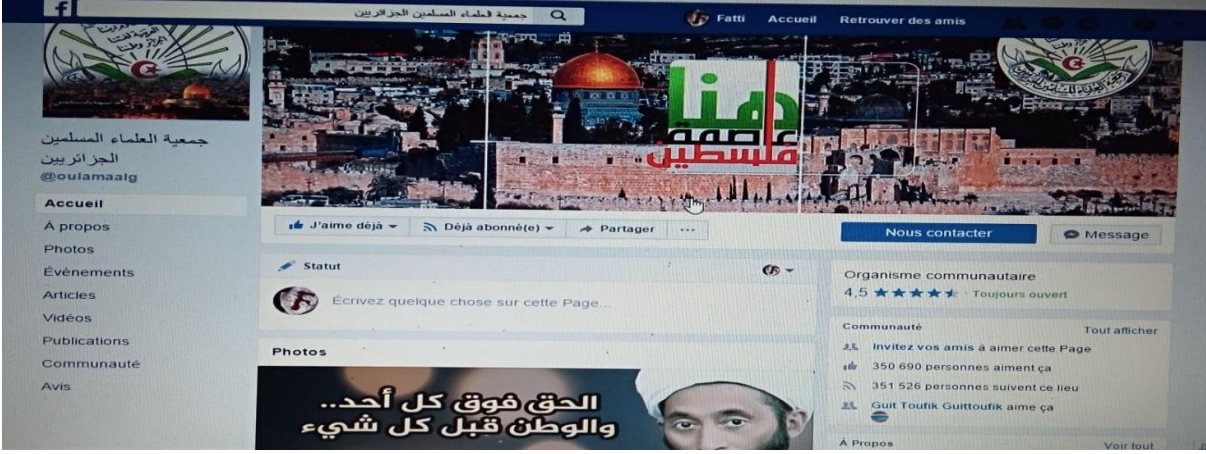 جمعية العلماء المسلمين الجزائريين
Fatti
Accueil
Retrouver des amis
هنا
عاصمة
فلسطين
جمعية العلماء المسلمين
الجزائريين
@oulamaalg
Accueil
À propos
Photos
Événements
Articles
Vidéos
Publications
Communauté
Avis
J'aime déjà
Déjà abonné(e)
Partager
...
Nous contacter
Message
Statut
Écrivez quelque chose sur cette Page...
Photos
الحق فوق كل أحد..
والوطن قبل كل شيء
Organisme communautaire
4,5 ★★★★★ · Toujours ouvert
Communauté
Tout afficher
Invitez vos amis à aimer cette Page
350 690 personnes aiment ça
351 526 personnes suivent ce lieu
Guit Toufik Guittoufik aime ça
À Propos
Voir tout